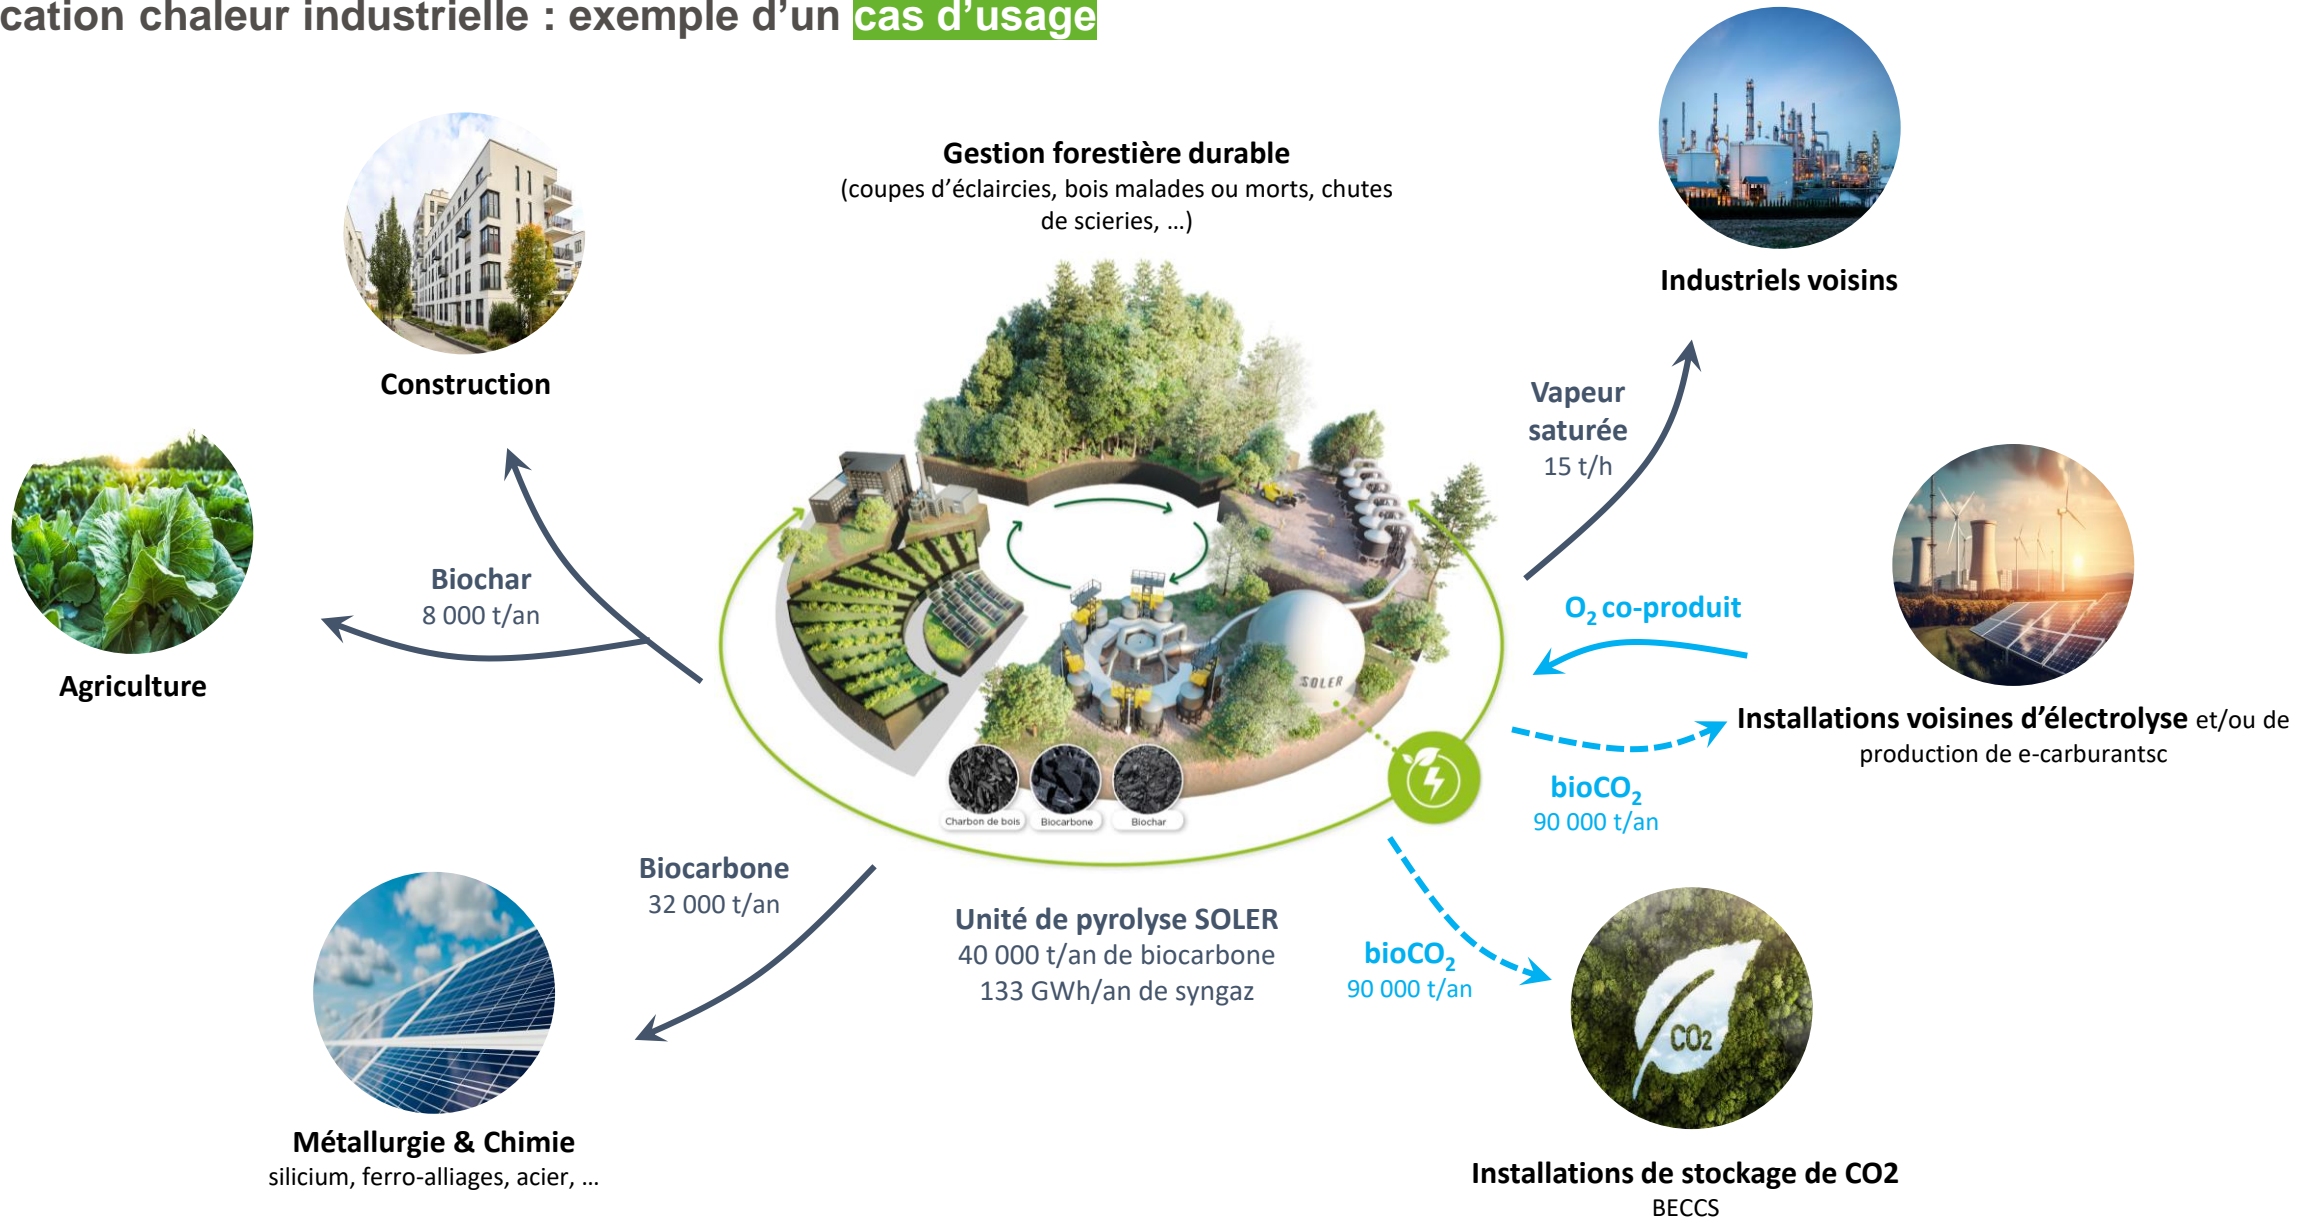 cation chaleur industrielle : exemple d’un cas d’usage
Gestion forestière durable
(coupes d’éclaircies, bois malades ou morts, chutes
de scieries, ...)
Industriels voisins
Construction
Vapeur
saturée
15 t/h
Biochar
8 000 t/an
Agriculture
O₂ co-produit
SOLER
Installations voisines d’électrolyse et/ou de
production de e-carburantsc
bioCO₂
90 000 t/an
Charbon de bois
Biocarbone
Biochar
Biocarbone
32 000 t/an
Unité de pyrolyse SOLER
40 000 t/an de biocarbone
133 GWh/an de syngaz
bioCO₂
90 000 t/an
CO2
Métallurgie & Chimie
silicium, ferro-alliages, acier, ...
Installations de stockage de CO2
BECCS